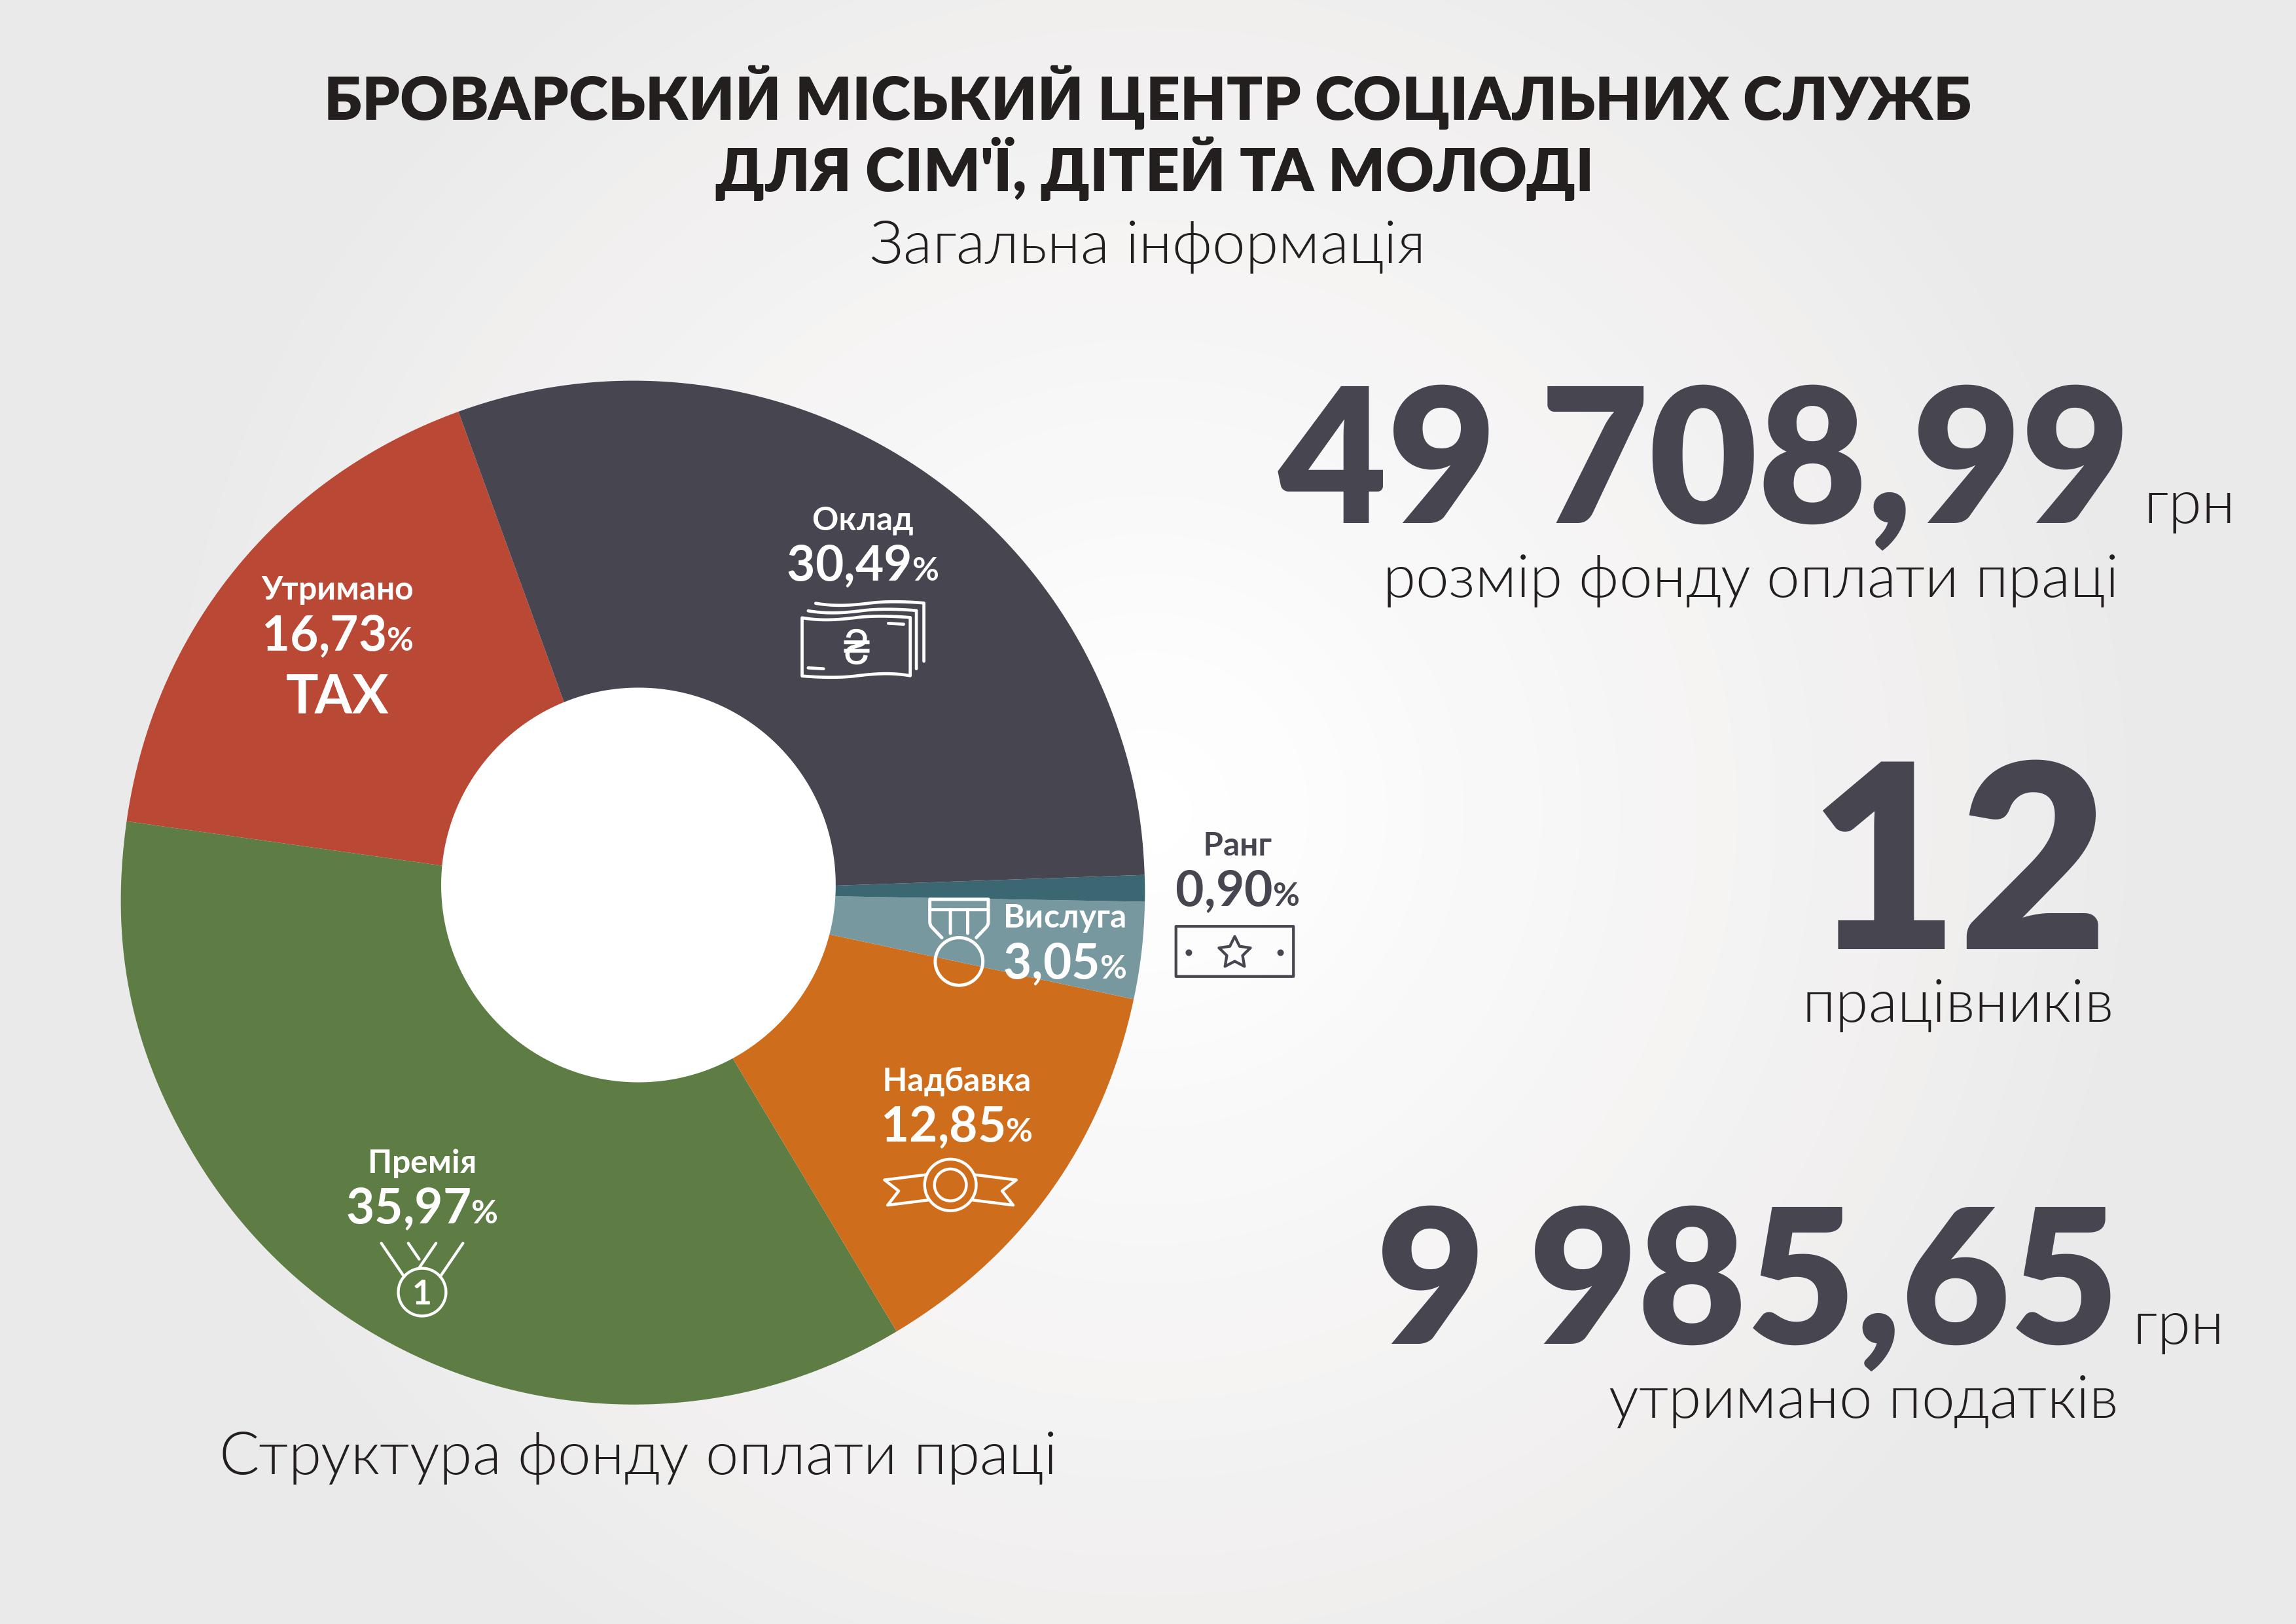 БРОВАРСЬКИЙ МІСЬКИЙ ЦЕНТР СОЦІАЛЬНИХ СЛУЖБ
ДЛЯ СІМ'Ї, ДІТЕЙ ТА МОЛОДІ
Загальна інформація
Оклад
30,49%
₴
Утримано
16,73%
TAX
Ранг
0,90%
Вислуга
3,05%
Надбавка
12,85%
Премія
35,97%
1
Структура фонду оплати праці
49 708,99 грн
розмір фонду оплати праці
12
працівників
9 985,65 грн
утримано податків